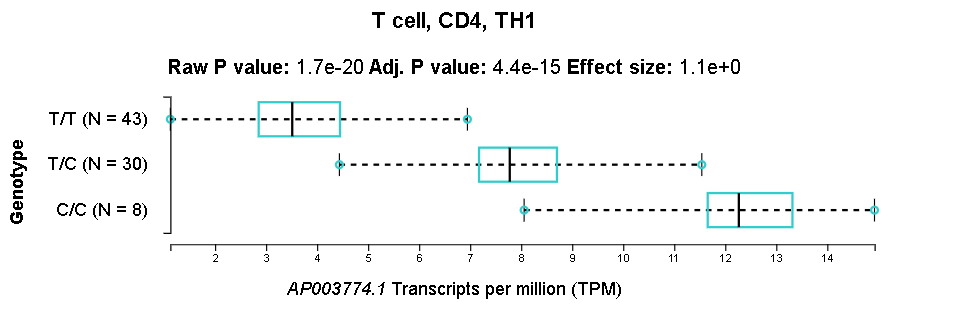 T cell, CD4, TH1
Raw P value: 1.7e-20 Adj. P value: 4.4e-15 Effect size: 1.1e+0
Genotype
T/T (N = 43)
T/C (N = 30)
C/C (N = 8)
2 3 4 5 6 7 8 9 10 11 12 13 14
AP003774.1 Transcripts per million (TPM)